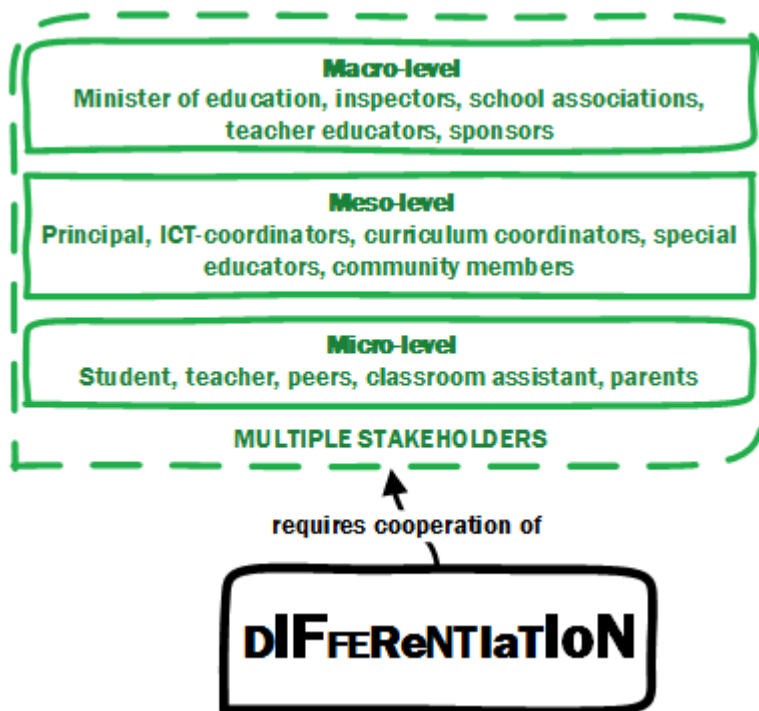 Macro-level
Minister of education, inspectors, school associations,
teacher educators, sponsors
Meso-level
Principal, ICT-coordinators, curriculum coordinators, special
educators, community members
Micro-level
Student, teacher, peers, classroom assistant, parents
MULTIPLE STAKEHOLDERS
requires cooperation of
DIFFEReNTIaTIoN